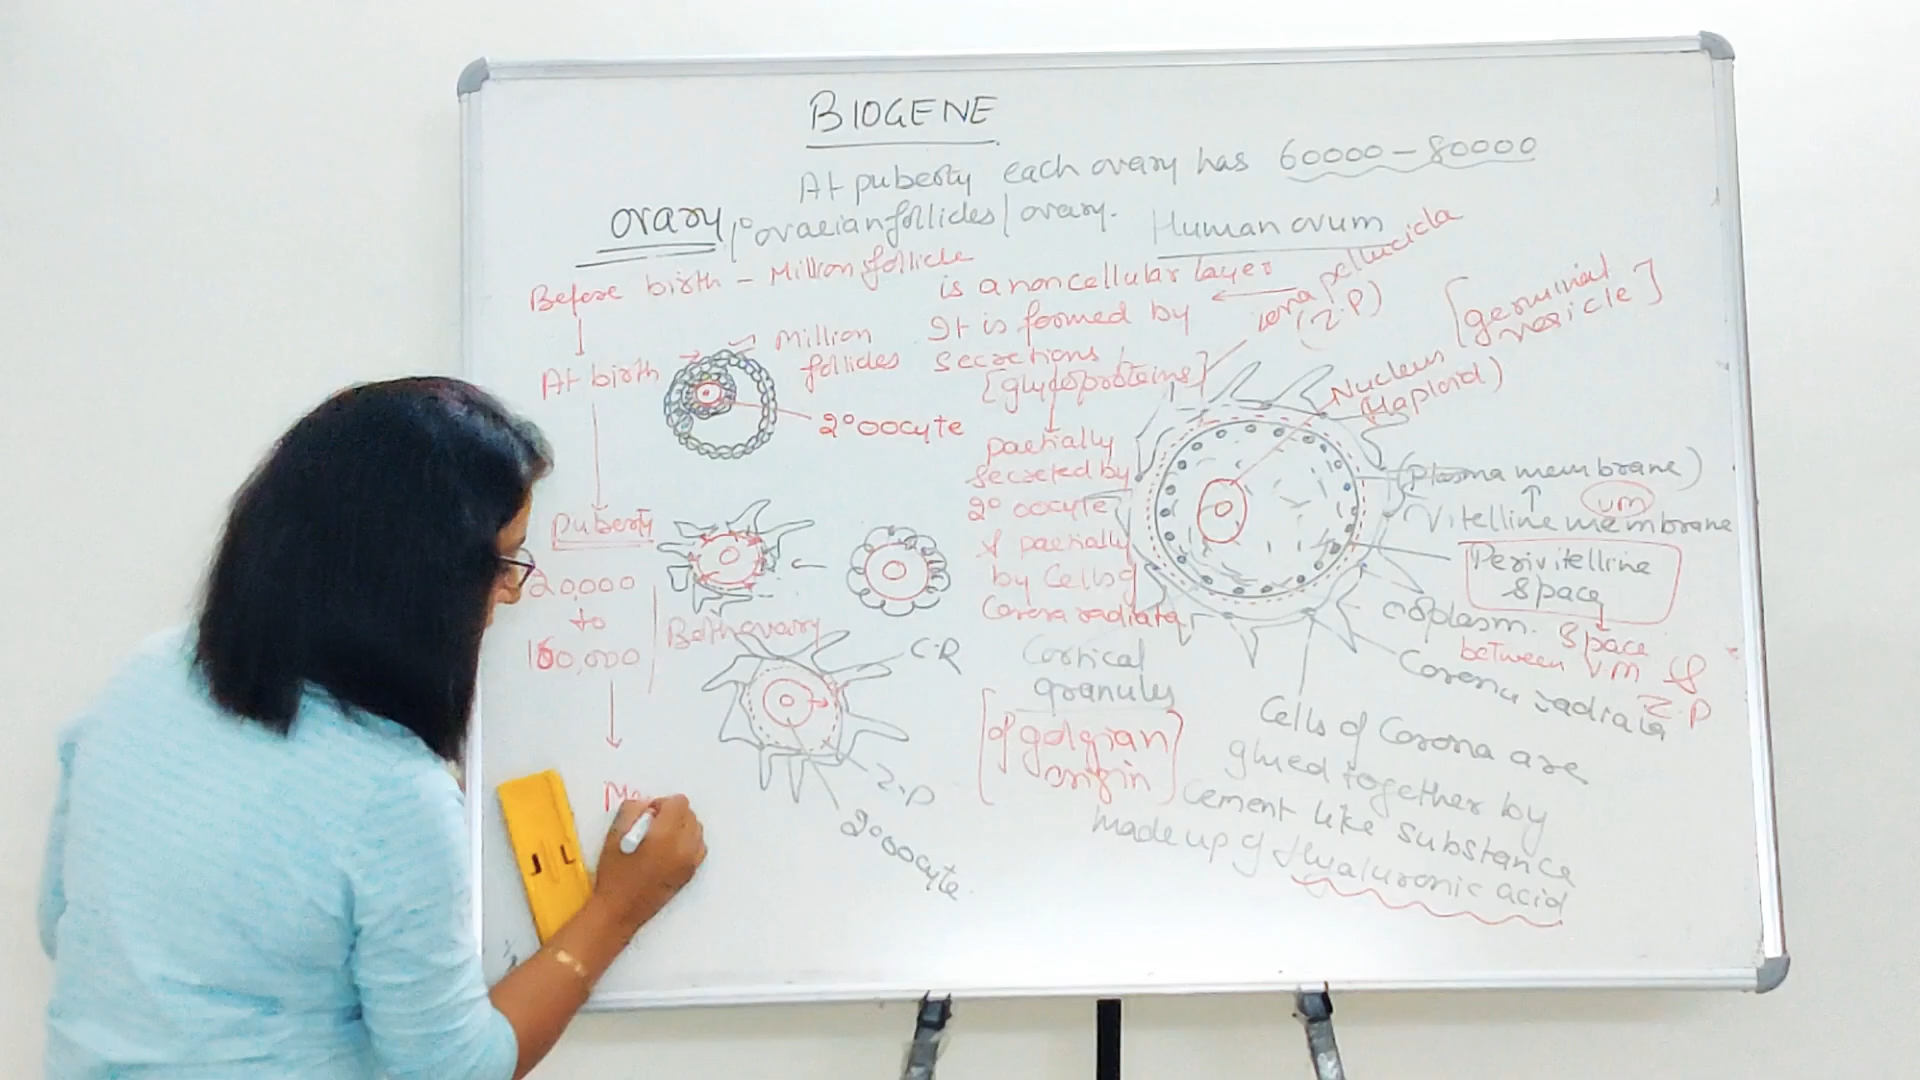 BIOGENE
At puberty each ovary has 60000-80000
ovary
1° ovarian follicles / ovary.
Human ovum
Before birth - Millions follicle
At birth
Million
follicles
2° oocyte
puberty
20,000
to
160,000
Both ovary
C.R
Z.P
2° oocyte
is a noncellular layer
It is formed by
secretions
[glycoproteins]
zona pellucida
(Z.P)
partially
secreted by
2° oocyte
& partially
by Cells of
Corona radiata
Cortical
granules
[of golgian
origin]
Nucleus [germinal
(Haploid) vesicle]
(Plasma membrane)
vm
Vitelline membrane
Perivitelline
Space
Space
between
v.m &
Z.P
Corona radiata
Cells of Corona are
glued together by
Cement like substance
made up of Hyaluronic acid